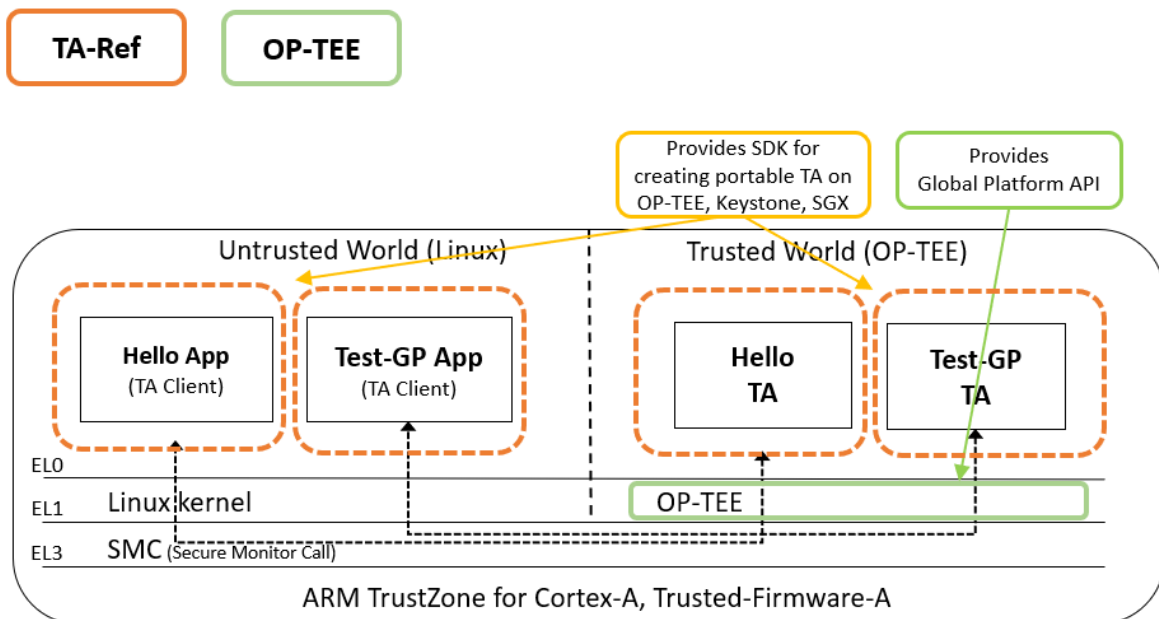 TA-Ref
OP-TEE
Provides SDK for
creating portable TA on
OP-TEE, Keystone, SGX
Provides
Global Platform API
Untrusted World (Linux)
Trusted World (OP-TEE)
Hello App
(TA Client)
Test-GP App
(TA Client)
Hello
TA
Test-GP
TA
EL0
EL1
Linux kernel
OP-TEE
EL3
SMC (Secure Monitor Call)
ARM TrustZone for Cortex-A, Trusted-Firmware-A